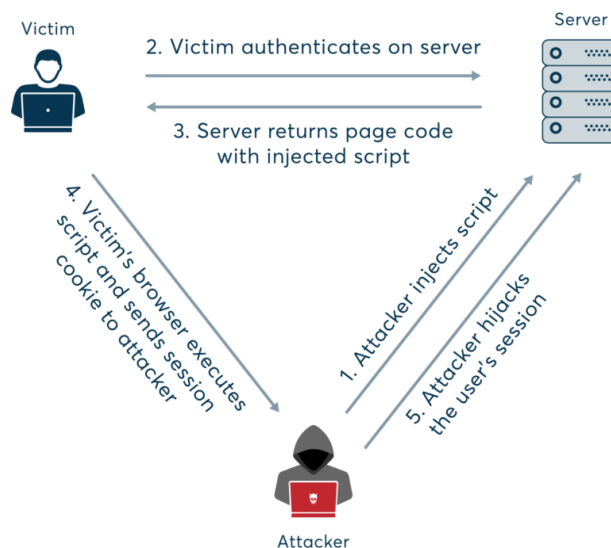 Victim
Server
2. Victim authenticates on server
3. Server returns page code
with injected script
4. Victim's browser executes
script and sends session
cookie to attacker
1. Attacker injects script
5. Attacker hijacks
the user's session
Attacker